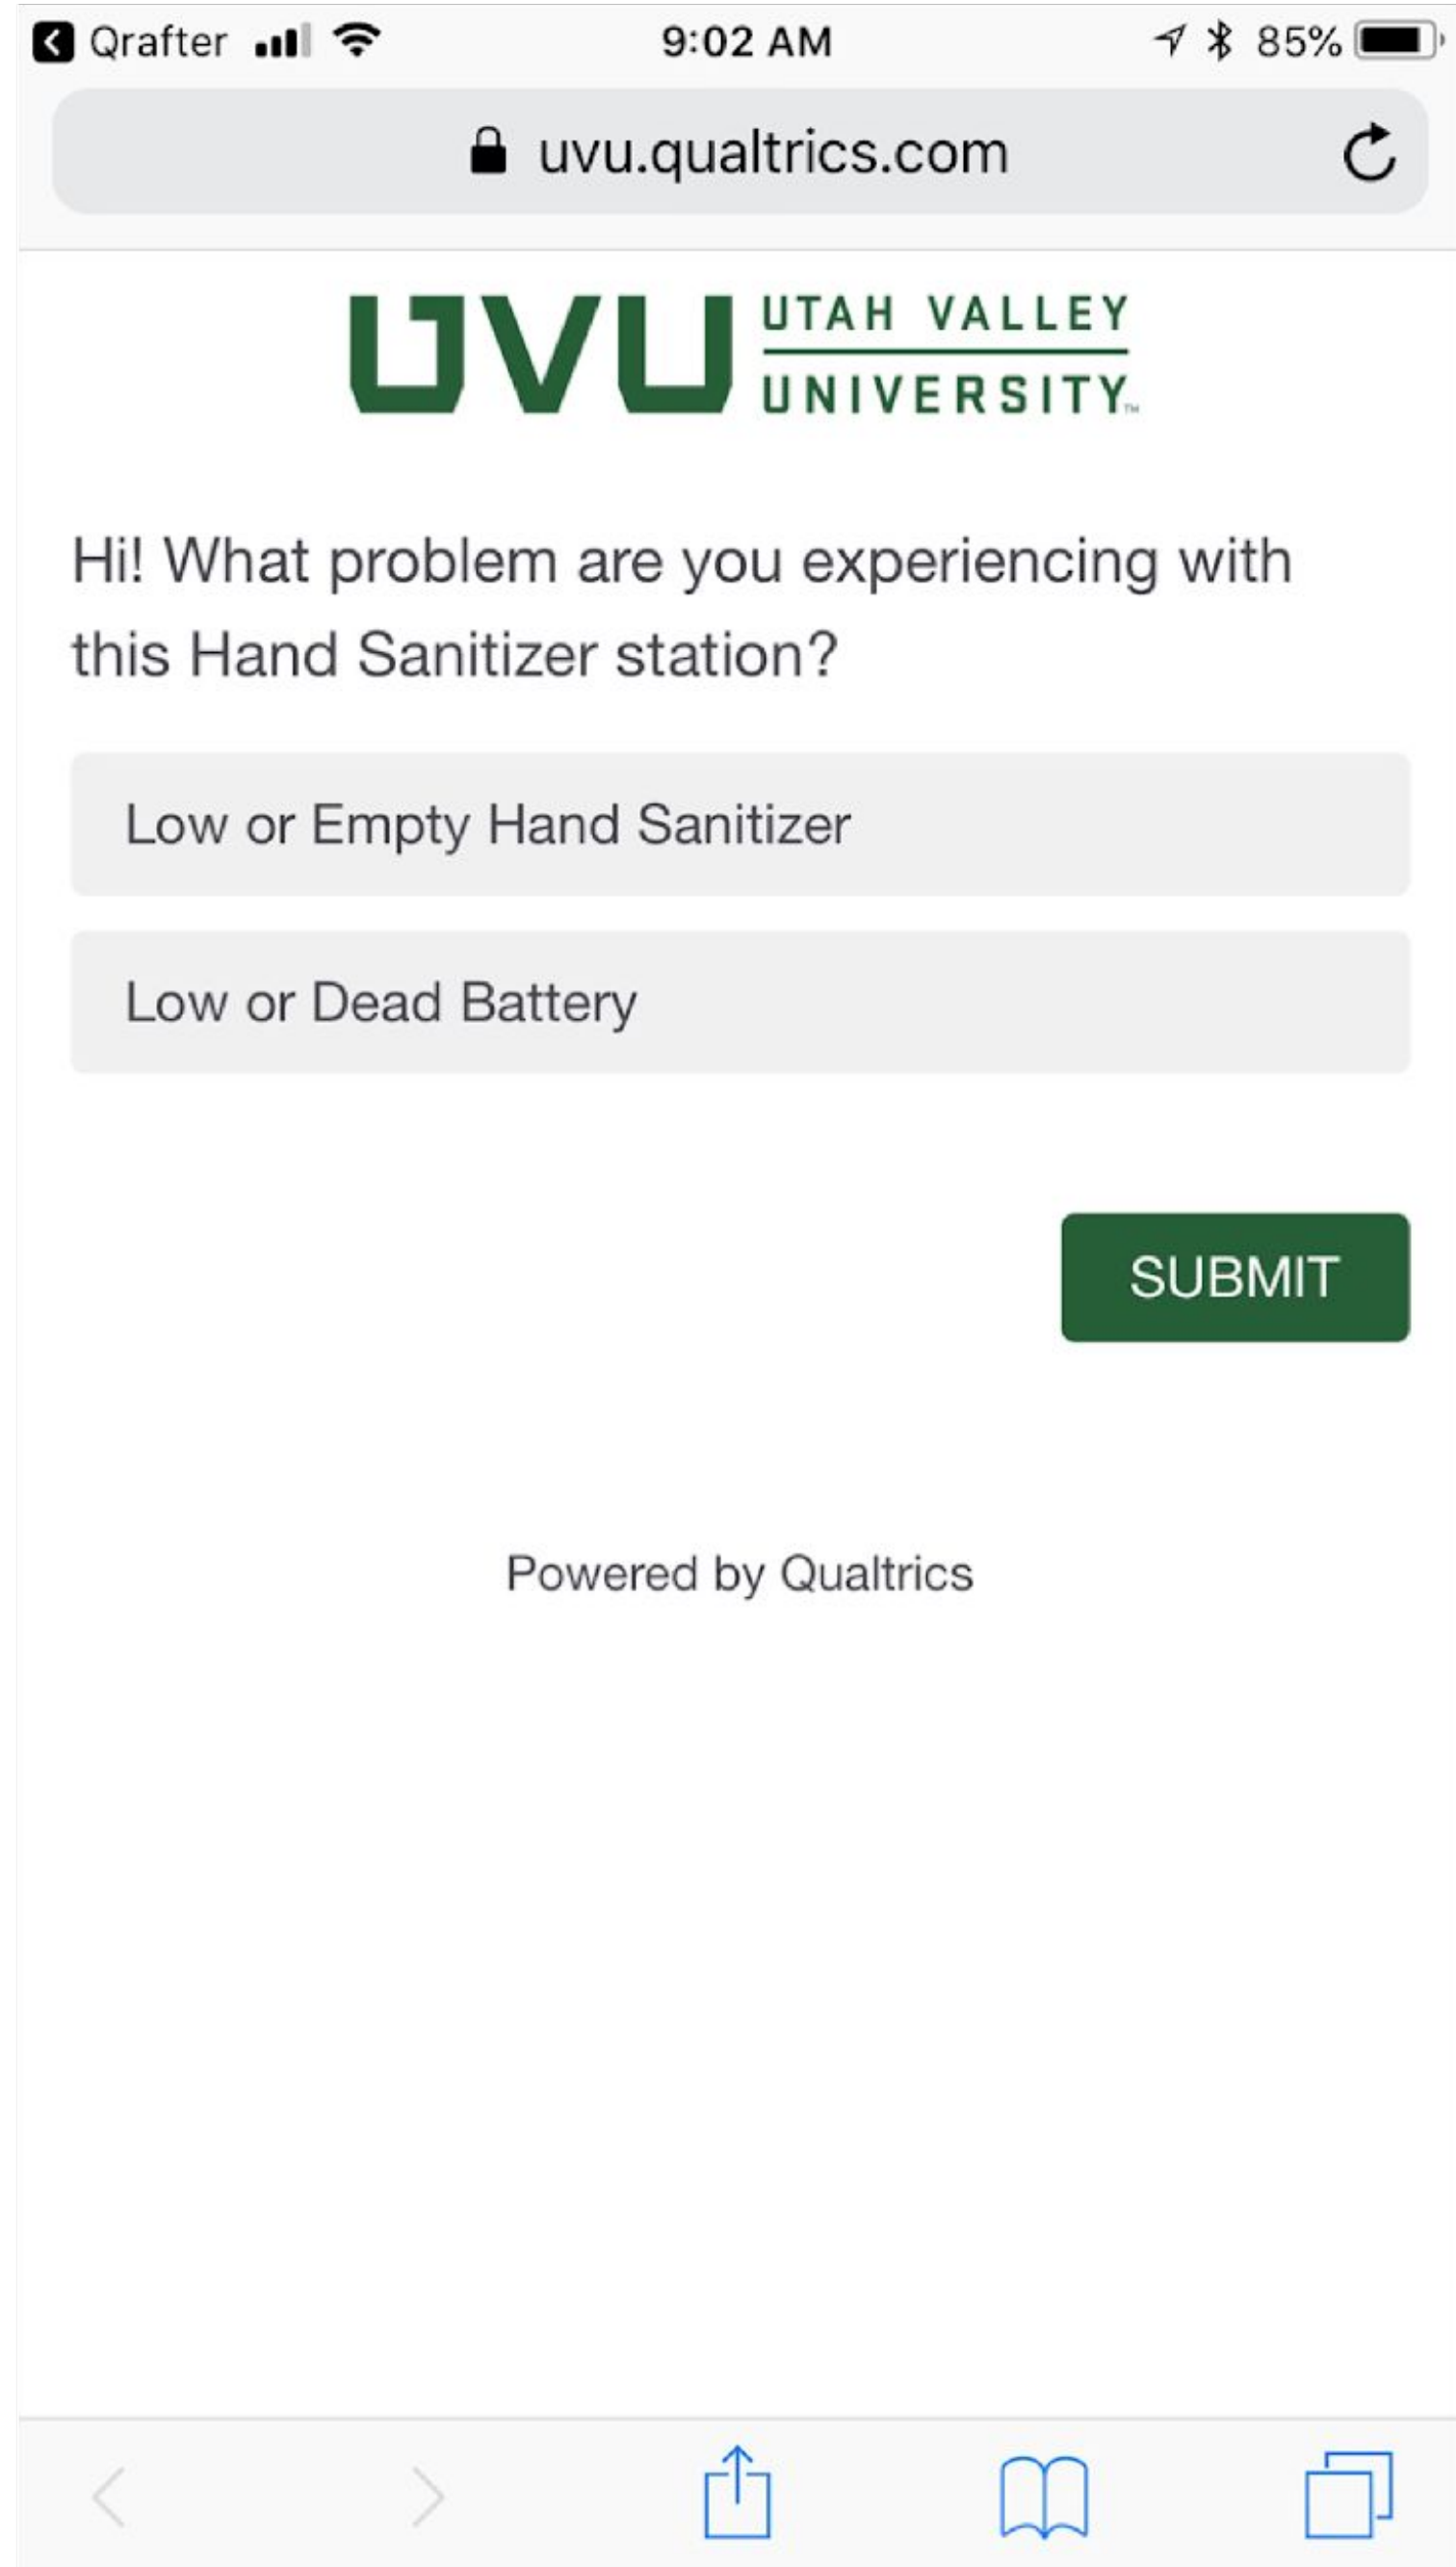 Qrafter 9:02 AM 85%
uvu.qualtrics.com
UVU UTAH VALLEY
UNIVERSITY™
Hi! What problem are you experiencing with
this Hand Sanitizer station?
Low or Empty Hand Sanitizer
Low or Dead Battery
SUBMIT
Powered by Qualtrics